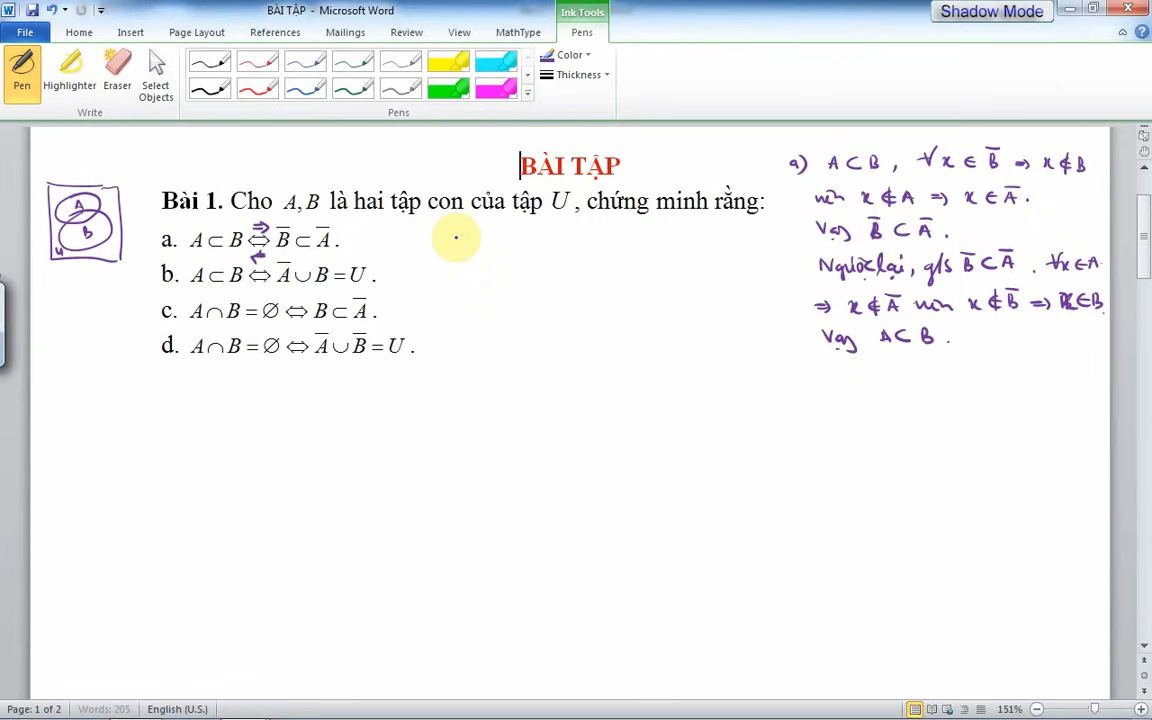 BÀI TẬP - Microsoft Word
Ink Tools
Shadow Mode
File Home Insert Page Layout References Mailings Review View MathType Pens
Pen Highlighter Eraser Select Objects
Color
Thickness
Write Pens
BÀI TẬP
Bài 1. Cho A, B là hai tập con của tập U, chứng minh rằng:
a. A ⊂ B ⇔ B̅ ⊂ A̅.
b. A ⊂ B ⇔ A̅ ∪ B = U.
c. A ∩ B = ∅ ⇔ B ⊂ A̅.
d. A ∩ B = ∅ ⇔ A̅ ∪ B̅ = U.
A
B
U
⇒
⇐
a) A ⊂ B, ∀x ∈ B̅ ⇒ x ∉ B
nên x ∉ A ⇒ x ∈ A̅.
Vậy B̅ ⊂ A̅.
Ngược lại, g/s B̅ ⊂ A̅. ∀x ∈ A
⇒ x ∉ A̅ nên x ∉ B̅ ⇒ x ∈ B.
Vậy A ⊂ B.
Page: 1 of 2 Words: 205 English (U.S.) 151%